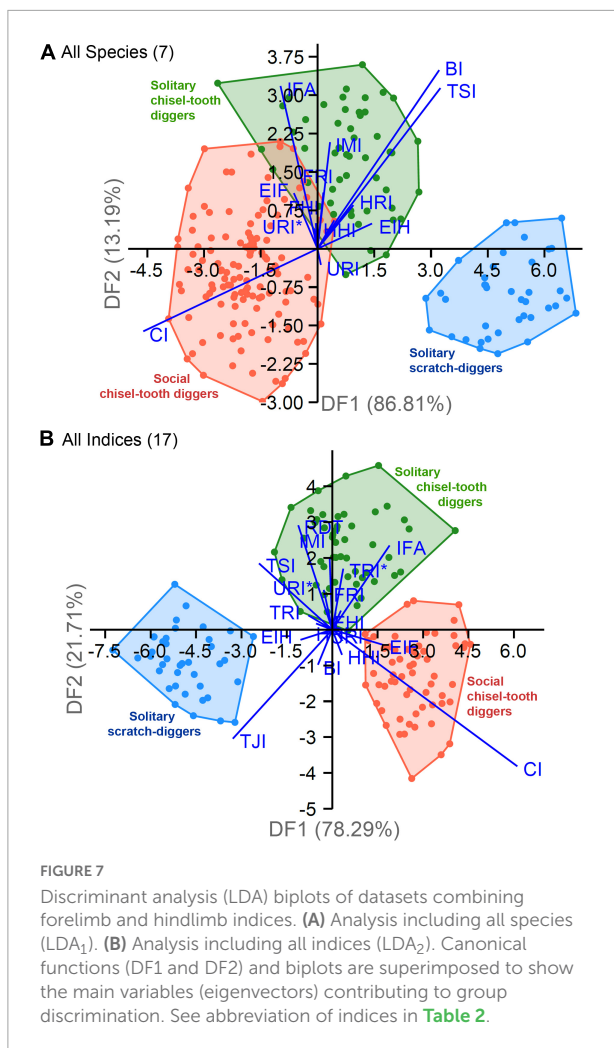 A All Species (7)
Solitary
chisel-tooth
diggers
3.75
3.00
2.25
1.50
0.75
-0.75
-1.50
-2.25
-3.00
-4.5
-3.0
-1.5
1.5
3.0
4.5
6.0
BI
TSI
IFA
IMI
FRI
EIF
HRI
URI*
HHI
EIH
URI
CI
DF2 (13.19%)
Solitary
scratch-diggers
Social
chisel-tooth diggers
DF1 (86.81%)
B All Indices (17)
Solitary
chisel-tooth
diggers
4
3
2
1
-1
-2
-3
-4
-5
-7.5
-6.0
-4.5
-3.0
-1.5
1.5
3.0
4.5
6.0
PDT
IMI
IFA
TSI
TRI*
URI*
FRI
TRI
FHI
EIH
URI
EIF
HHI
BI
TJI
CI
DF2 (21.71%)
Solitary
scratch-diggers
Social
chisel-tooth
diggers
DF1 (78.29%)
FIGURE 7
Discriminant analysis (LDA) biplots of datasets combining
forelimb and hindlimb indices. (A) Analysis including all species
(LDA1). (B) Analysis including all indices (LDA2). Canonical
functions (DF1 and DF2) and biplots are superimposed to show
the main variables (eigenvectors) contributing to group
discrimination. See abbreviation of indices in Table 2.